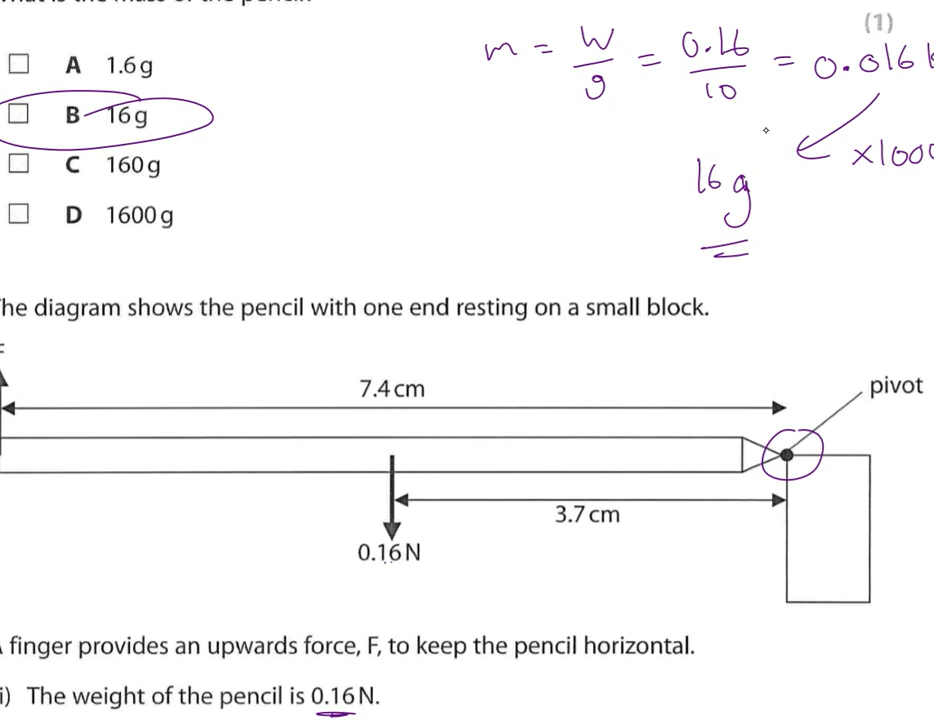 (1)
m = W/g = 0.16/10 = 0.016
A 1.6 g
B 16 g
×100
C 160 g
16 g
D 1600 g
he diagram shows the pencil with one end resting on a small block.
7.4 cm
pivot
3.7 cm
0.16 N
finger provides an upwards force, F, to keep the pencil horizontal.
i) The weight of the pencil is 0.16 N.